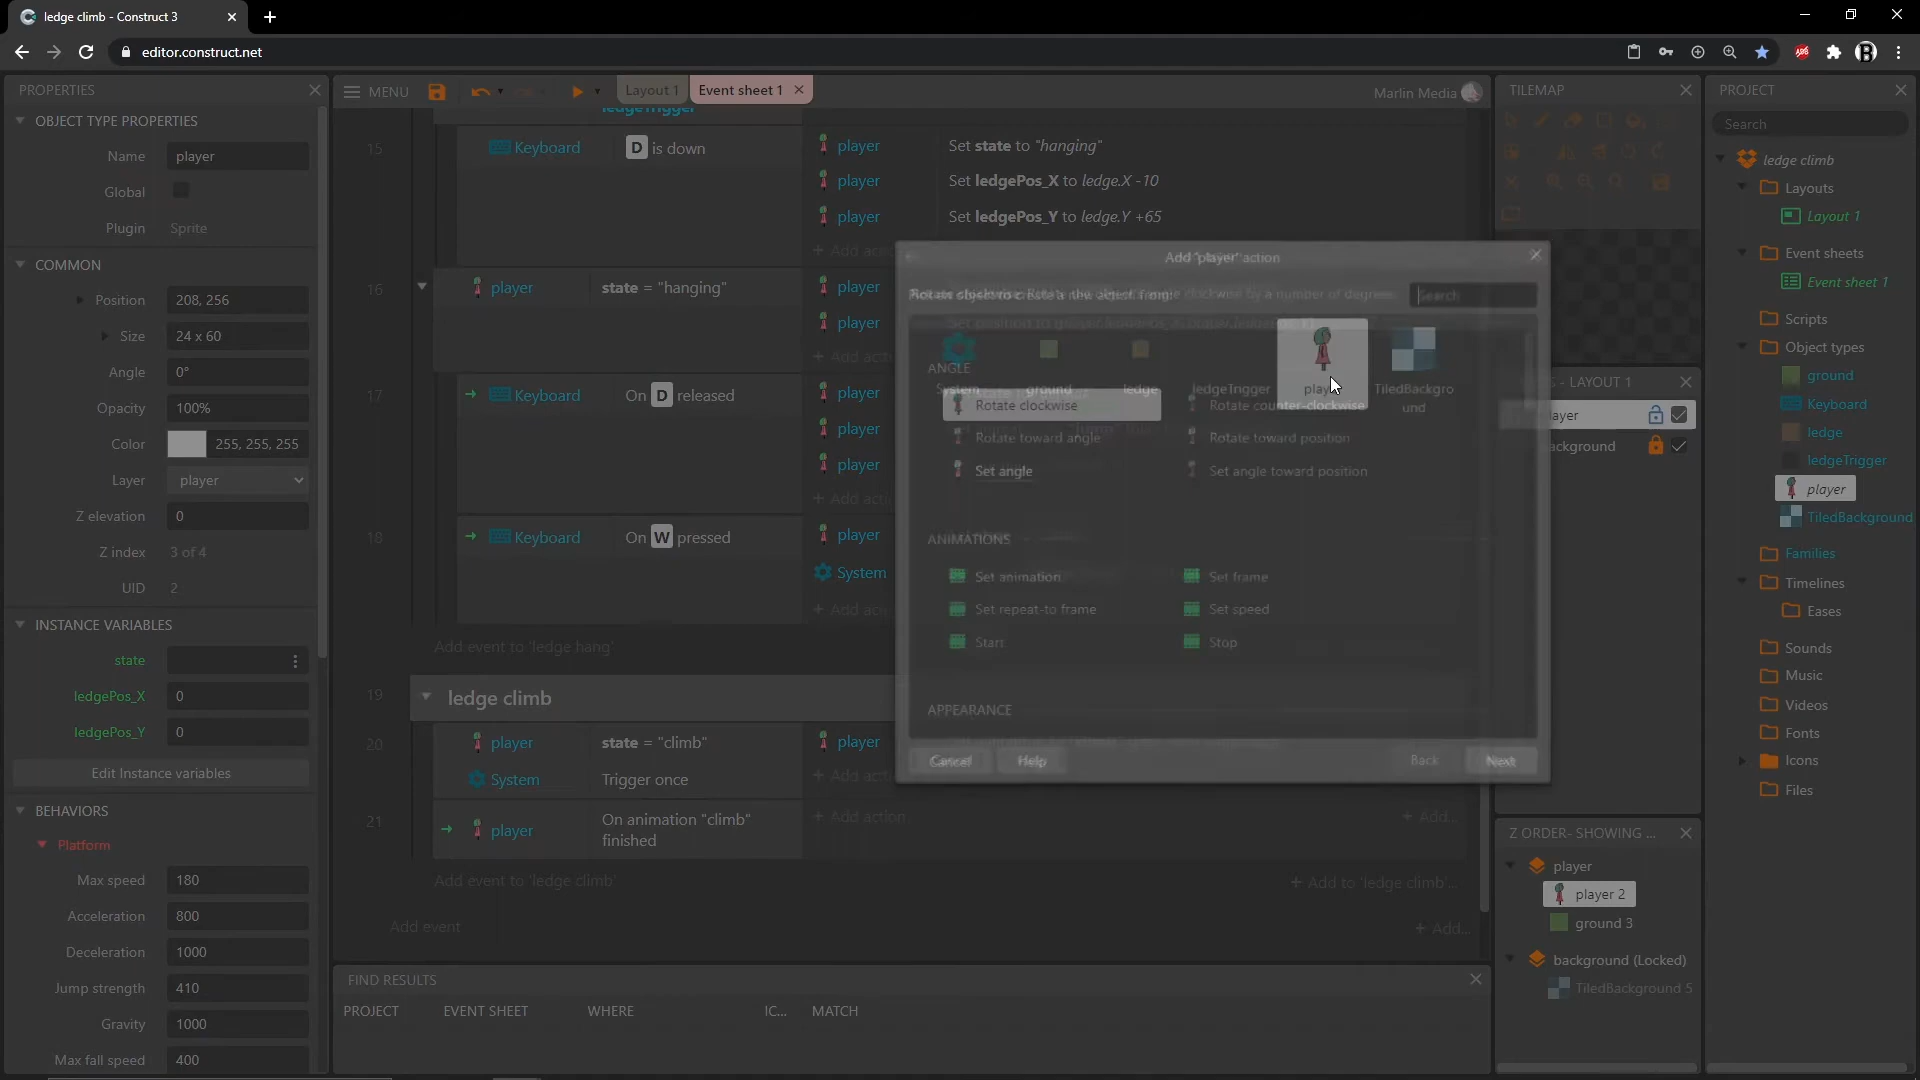 ledge climb - Construct 3
editor.construct.net
PROPERTIES
OBJECT TYPE PROPERTIES
Name player
Global
Plugin Sprite
COMMON
Position 208, 256
Size 24 x 60
Angle 0°
Opacity 100%
Color 255, 255, 255
Layer player
Z elevation 0
Z index 3 of 4
UID 2
INSTANCE VARIABLES
state
ledgePos_X 0
ledgePos_Y 0
Edit Instance variables
BEHAVIORS
Platform
Max speed 180
Acceleration 800
Deceleration 1000
Jump strength 410
Gravity 1000
Max fall speed 400
MENU
Layout 1
Event sheet 1
Marlin Media
ledgeTrigger
15 Keyboard D is down
player Set state to "hanging"
player Set ledgePos_X to ledge.X -10
player Set ledgePos_Y to ledge.Y +65
16 player state = "hanging"
player
player
17 Keyboard On D released
player
player
player
18 Keyboard On W pressed
player
System
Add event to 'ledge hang'
19 ledge climb
20 player state = "climb"
System Trigger once
player
21 player On animation "climb" finished
+ Add action
+ Add...
Add event to 'ledge climb'
+ Add to 'ledge climb'...
Add event
+ Add...
Add "player" action
Search
System ground ledge ledgeTrigger player TiledBackground
ANGLE
Rotate clockwise
Rotate counter-clockwise
Rotate toward angle
Rotate toward position
Set angle
Set angle toward position
ANIMATIONS
Set animation
Set frame
Set repeat-to frame
Set speed
Start
Stop
APPEARANCE
Cancel
Help
Back
Next
FIND RESULTS
PROJECT EVENT SHEET WHERE IC... MATCH
TILEMAP
- LAYOUT 1
Z ORDER- SHOWING ...
player
player 2
ground 3
background (Locked)
TiledBackground 5
PROJECT
Search
ledge climb
Layouts
Layout 1
Event sheets
Event sheet 1
Scripts
Object types
ground
Keyboard
ledge
ledgeTrigger
player
TiledBackground
Families
Timelines
Eases
Sounds
Music
Videos
Fonts
Icons
Files